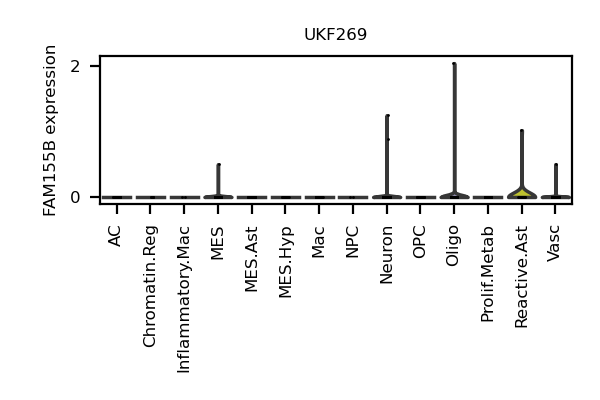 UKF269
FAM155B expression
2
0
AC
Chromatin.Reg
Inflammatory.Mac
MES
MES.Ast
MES.Hyp
Mac
NPC
Neuron
OPC
Oligo
Prolif.Metab
Reactive.Ast
Vasc